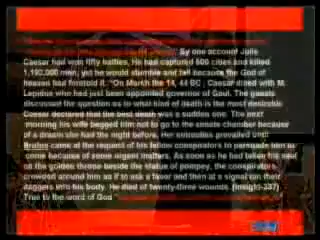 By one account Julie
Caesar had won fifty battles, He had captured 500 cities and killed
1,192,000 men, yet he would stumble and fall because the God of
heaven had foretold it. "On March the 14, 44 BC, Caesar dined with M.
Lepidus who had just been appointed governor of Gaul. The guests
discussed the question as to what kind of death is the most desirable
Caesar declared that the best death was a sudden one. The next
morning his wife begged him not to go to the senate chamber because
of a dream she had the night before. Her entreaties prevailed until
Brutus came at the request of his fellow conspirators to persuade him to
come because of some urgent matters. As soon as he had taken his seat
at the golden throne beside the statue of pompey, the conspirators
crowded around him as if to ask a favor and then at a signal ran their
daggers into his body. He died of twenty-three wounds. (Insight-237)
True to the word of God